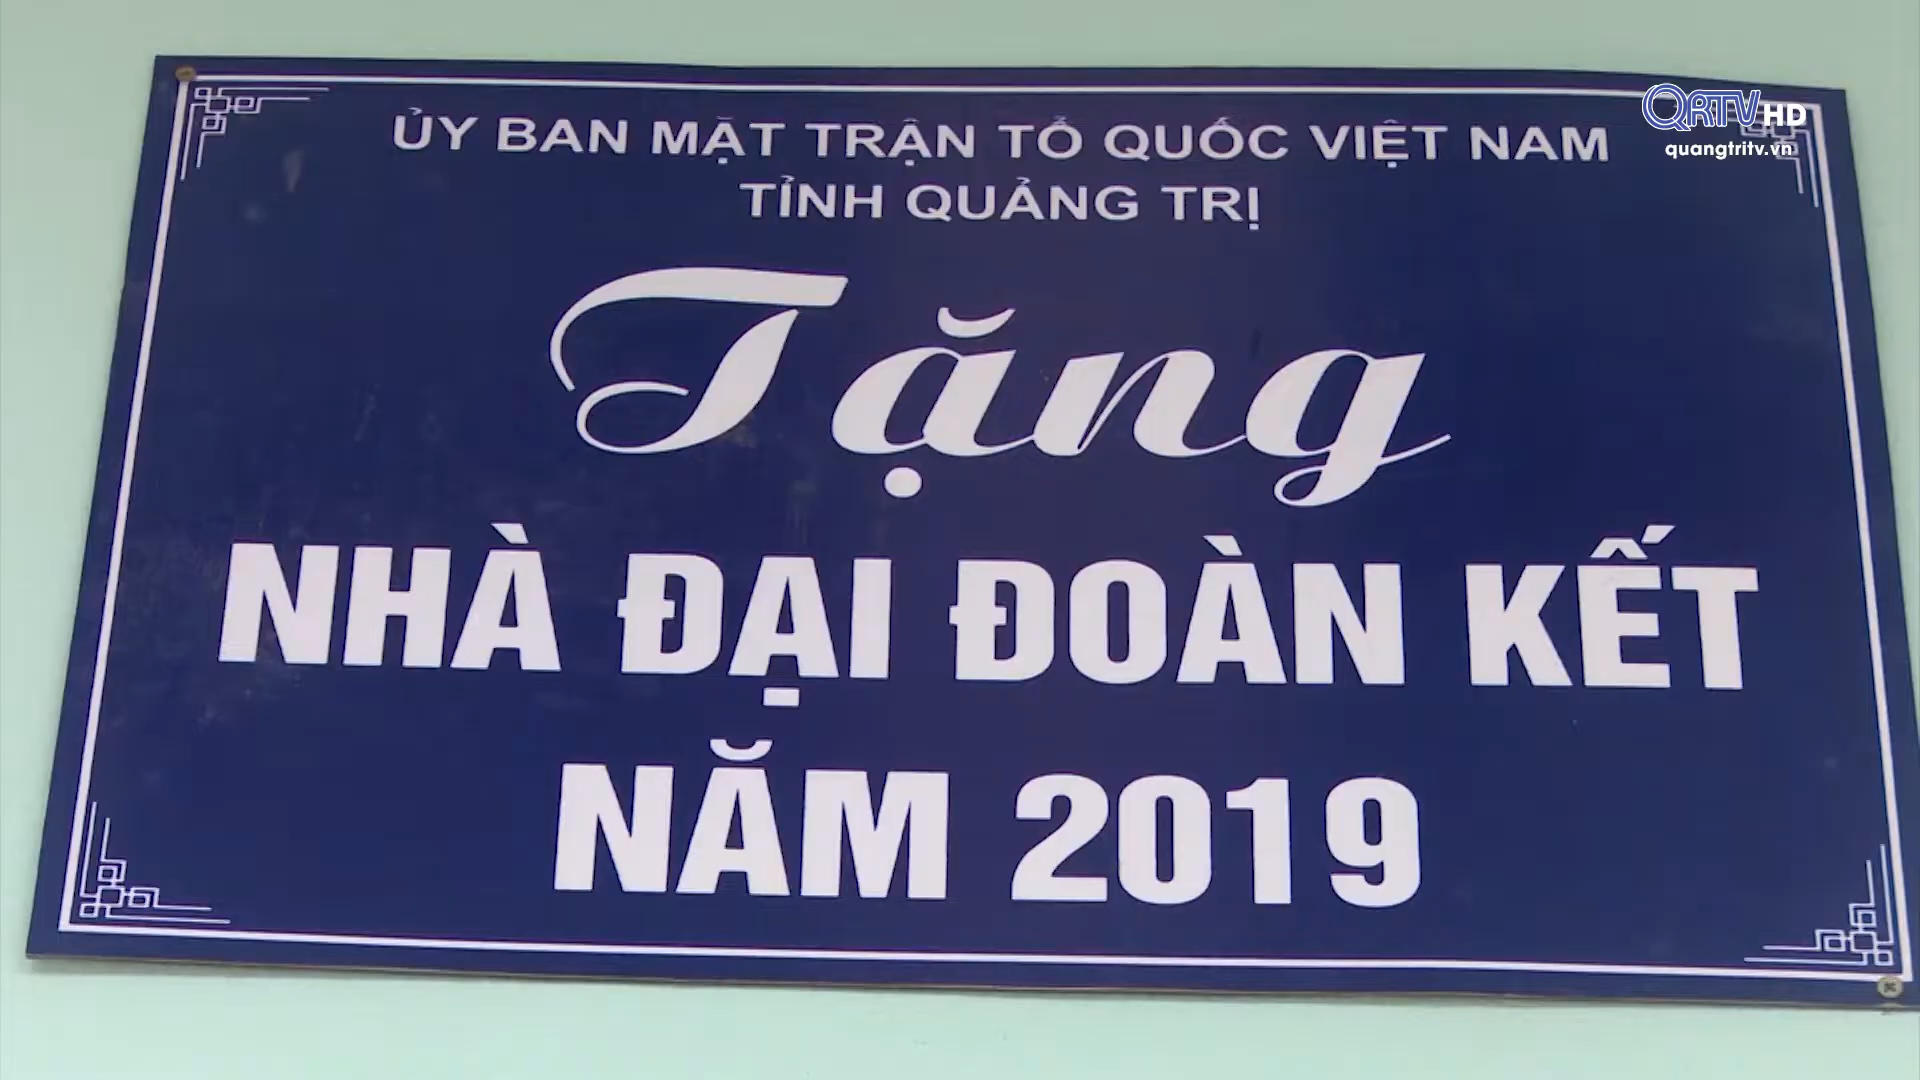 QRTV HD
quangtritv.vn
ỦY BAN MẶT TRẬN TỔ QUỐC VIỆT NAM
TỈNH QUẢNG TRỊ
Tặng
NHÀ ĐẠI ĐOÀN KẾT
NĂM 2019